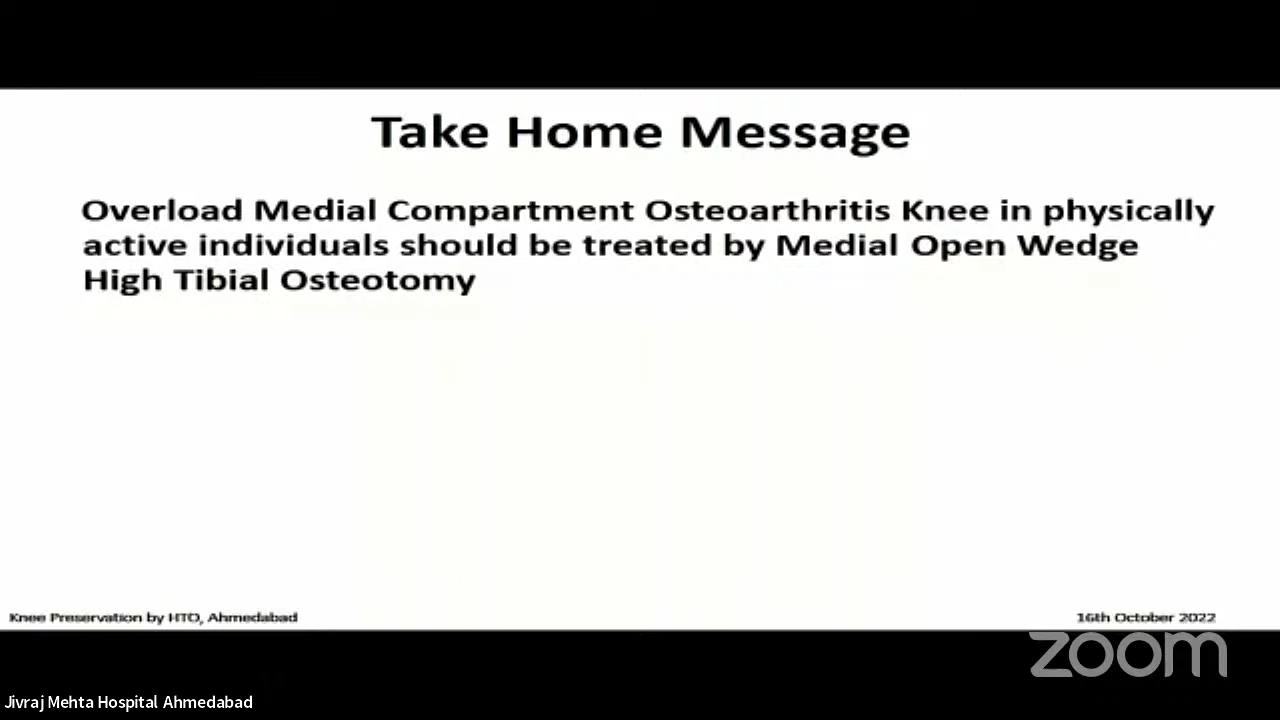 Take Home Message
Overload Medial Compartment Osteoarthritis Knee in physically
active individuals should be treated by Medial Open Wedge
High Tibial Osteotomy
Knee Preservation by HTO, Ahmedabad
16th October 2022
zoom
Jivraj Mehta Hospital Ahmedabad